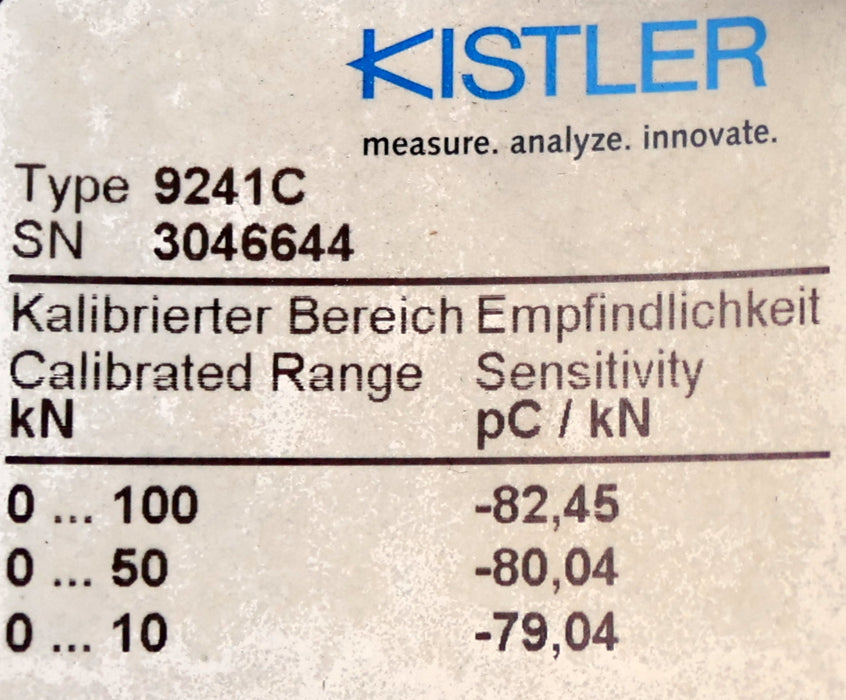 KISTLER
measure. analyze. innovate.
Type 9241C
SN 3046644
Kalibrierter Bereich Empfindlichkeit
Calibrated Range Sensitivity
kN pC / kN
0 ... 100 -82,45
0 ... 50 -80,04
0 ... 10 -79,04